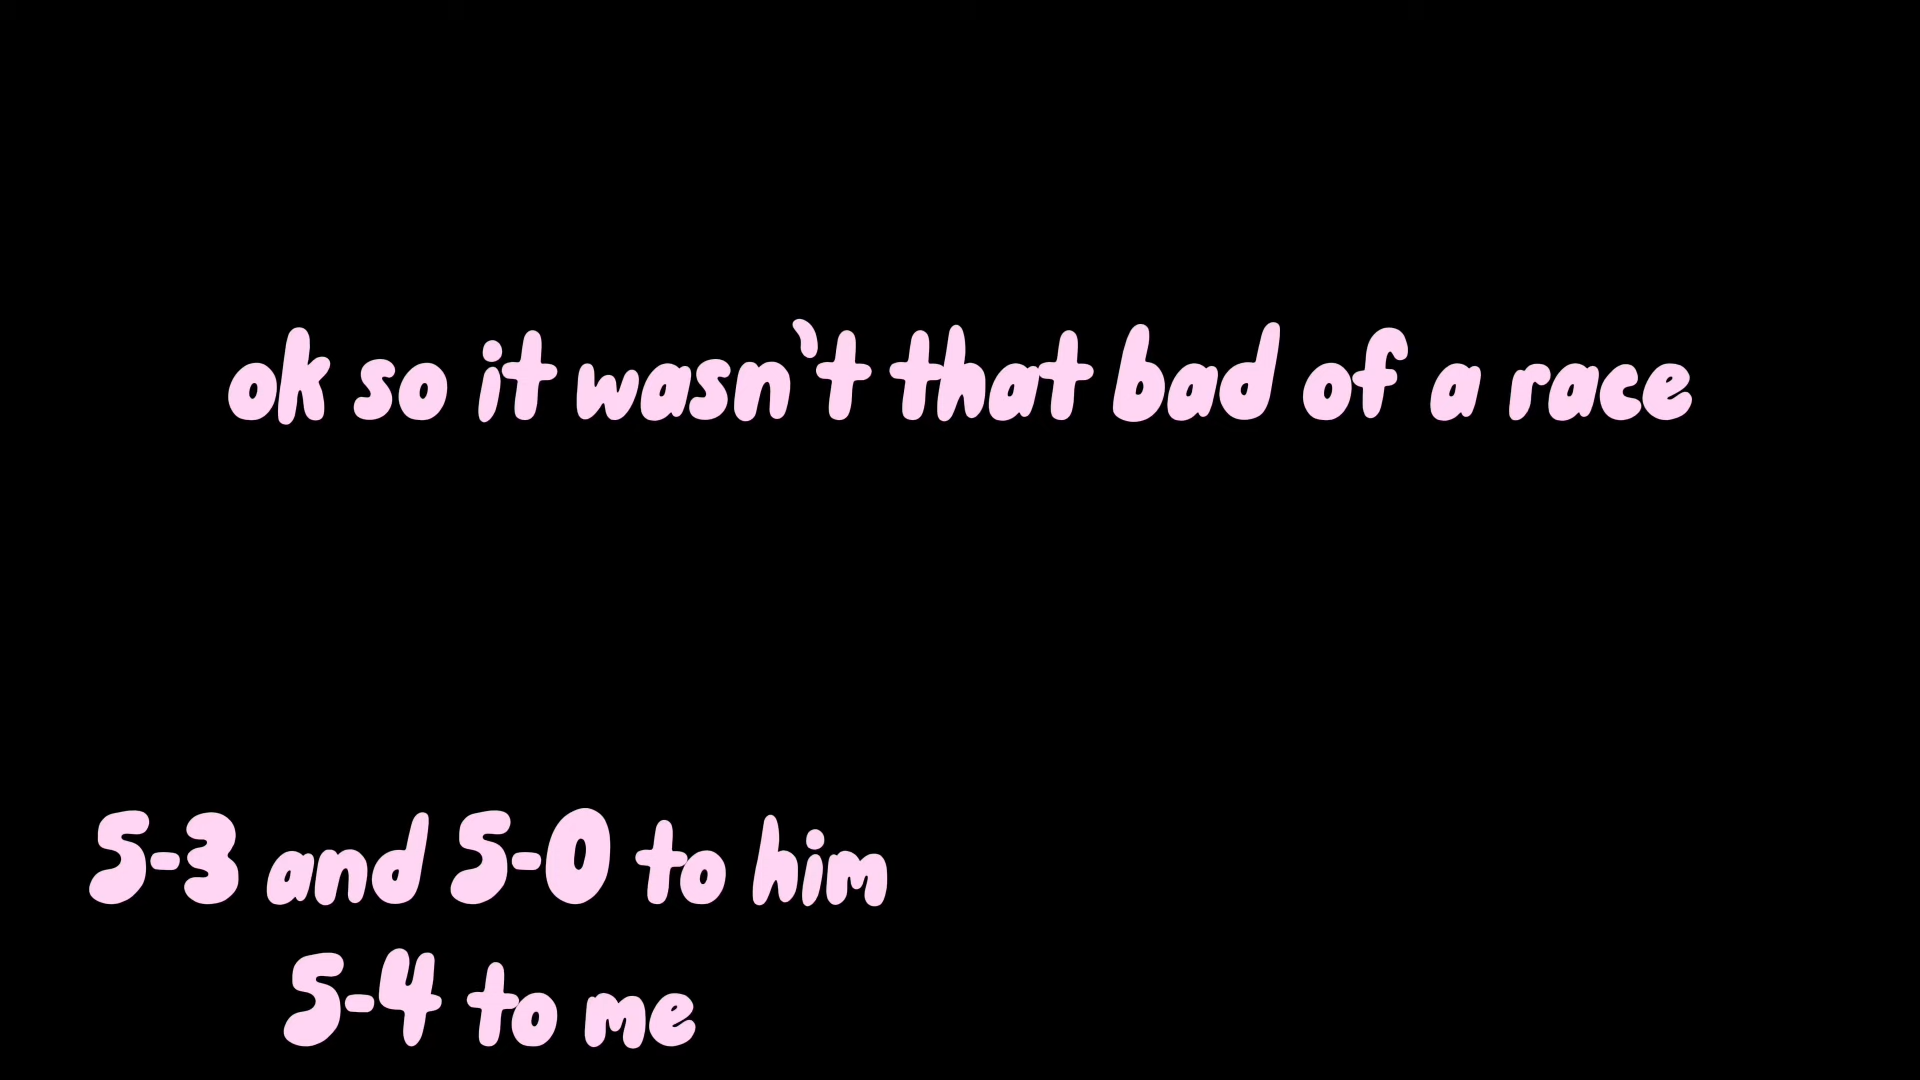 ok so it wasn't that bad of a race
5-3 and 5-0 to him
5-4 to me